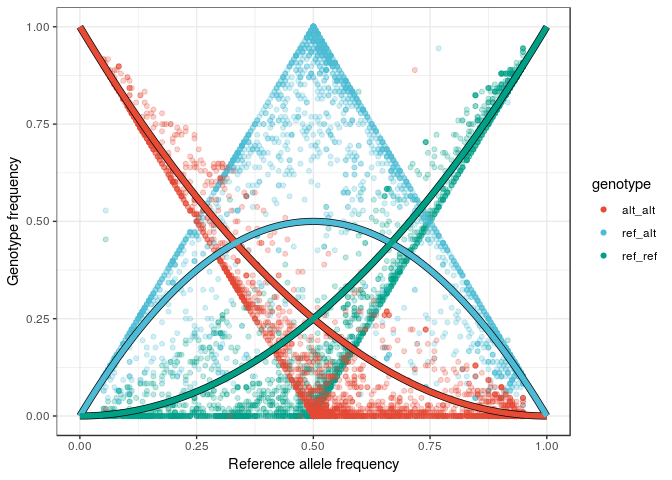 1.00
0.75
0.50
0.25
0.00
Genotype frequency
0.00 0.25 0.50 0.75 1.00
Reference allele frequency
genotype
alt_alt
ref_alt
ref_ref